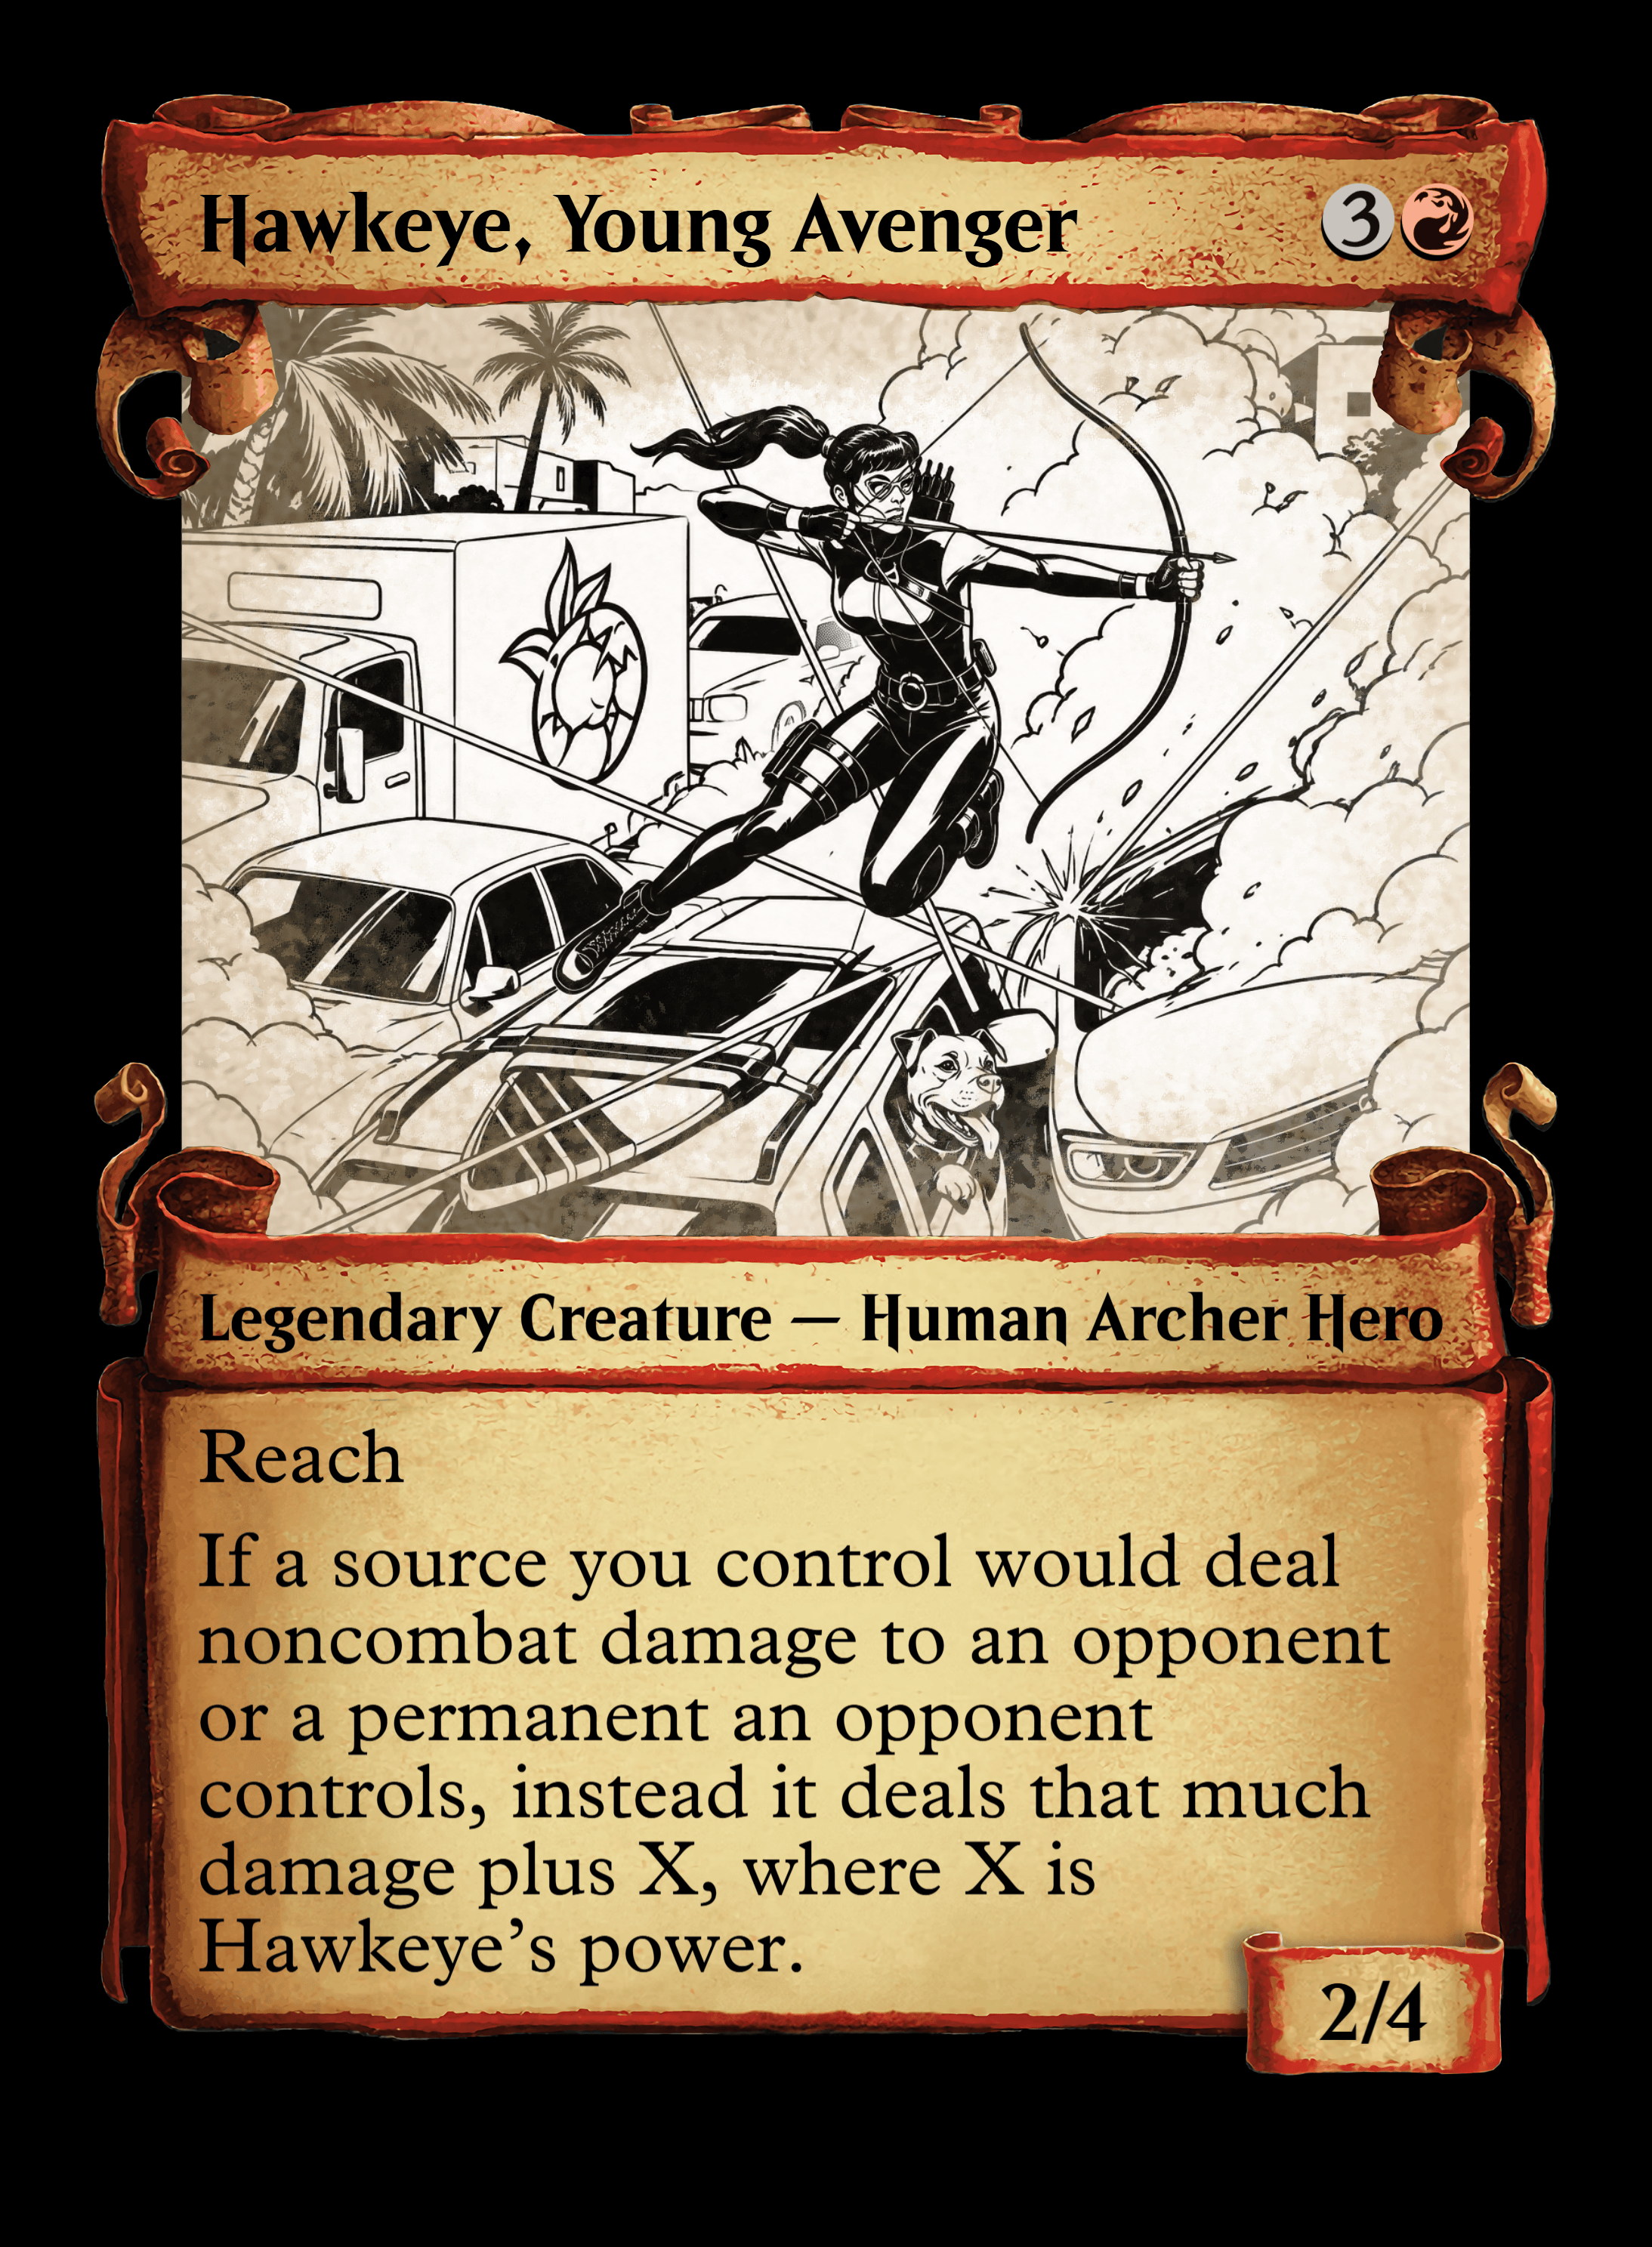 Hawkeye, Young Avenger 3
Legendary Creature — Human Archer Hero
Reach
If a source you control would deal
noncombat damage to an opponent
or a permanent an opponent
controls, instead it deals that much
damage plus X, where X is
Hawkeye’s power.
2/4